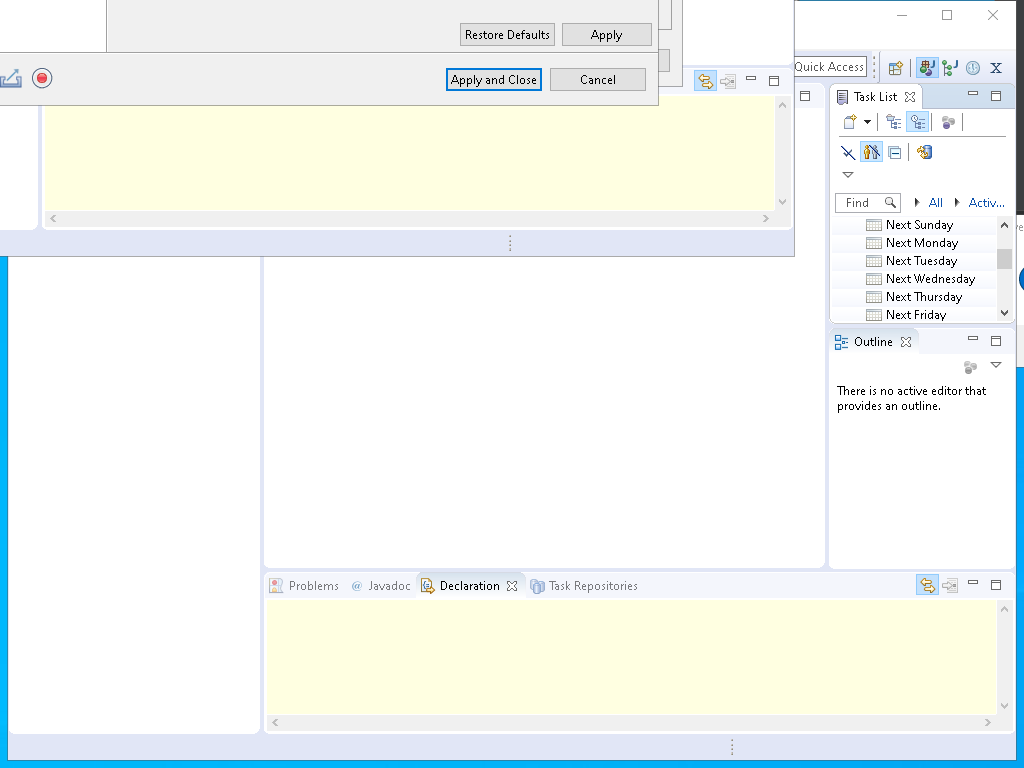 Restore Defaults
Apply
Apply and Close
Cancel
Quick Access
Task List
Find
All
Activ...
Next Sunday
Next Monday
Next Tuesday
Next Wednesday
Next Thursday
Next Friday
Outline
There is no active editor that
provides an outline.
Problems
@ Javadoc
Declaration
Task Repositories